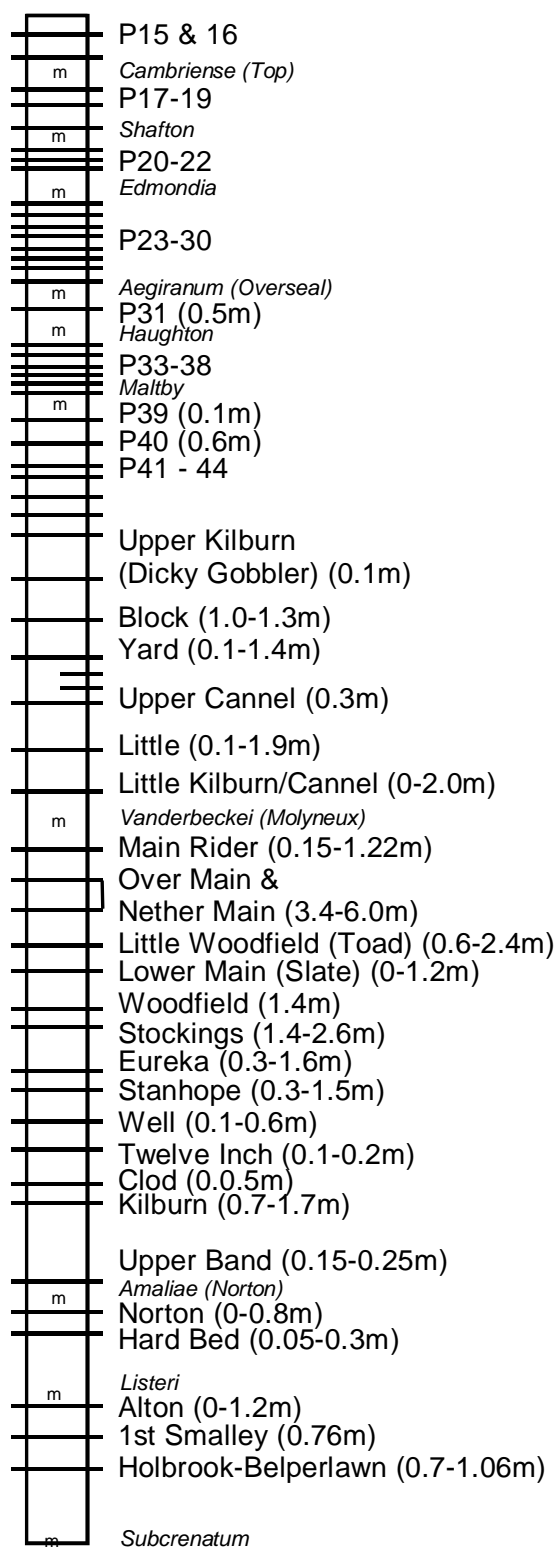 P15 & 16
m Cambriense (Top)
P17-19
m Shafton
P20-22
m Edmondia
P23-30
m Aegiranum (Overseal)
P31 (0.5m)
m Haughton
P33-38
Maltby
m
P39 (0.1m)
P40 (0.6m)
P41 - 44
Upper Kilburn
(Dicky Gobbler) (0.1m)
Block (1.0-1.3m)
Yard (0.1-1.4m)
Upper Cannel (0.3m)
Little (0.1-1.9m)
Little Kilburn/Cannel (0-2.0m)
m Vanderbeckei (Molyneux)
Main Rider (0.15-1.22m)
Over Main &
Nether Main (3.4-6.0m)
Little Woodfield (Toad) (0.6-2.4m)
Lower Main (Slate) (0-1.2m)
Woodfield (1.4m)
Stockings (1.4-2.6m)
Eureka (0.3-1.6m)
Stanhope (0.3-1.5m)
Well (0.1-0.6m)
Twelve Inch (0.1-0.2m)
Clod (0.0.5m)
Kilburn (0.7-1.7m)
Upper Band (0.15-0.25m)
m Amaliae (Norton)
Norton (0-0.8m)
Hard Bed (0.05-0.3m)
m Listeri
Alton (0-1.2m)
1st Smalley (0.76m)
Holbrook-Belperlawn (0.7-1.06m)
m Subcrenatum